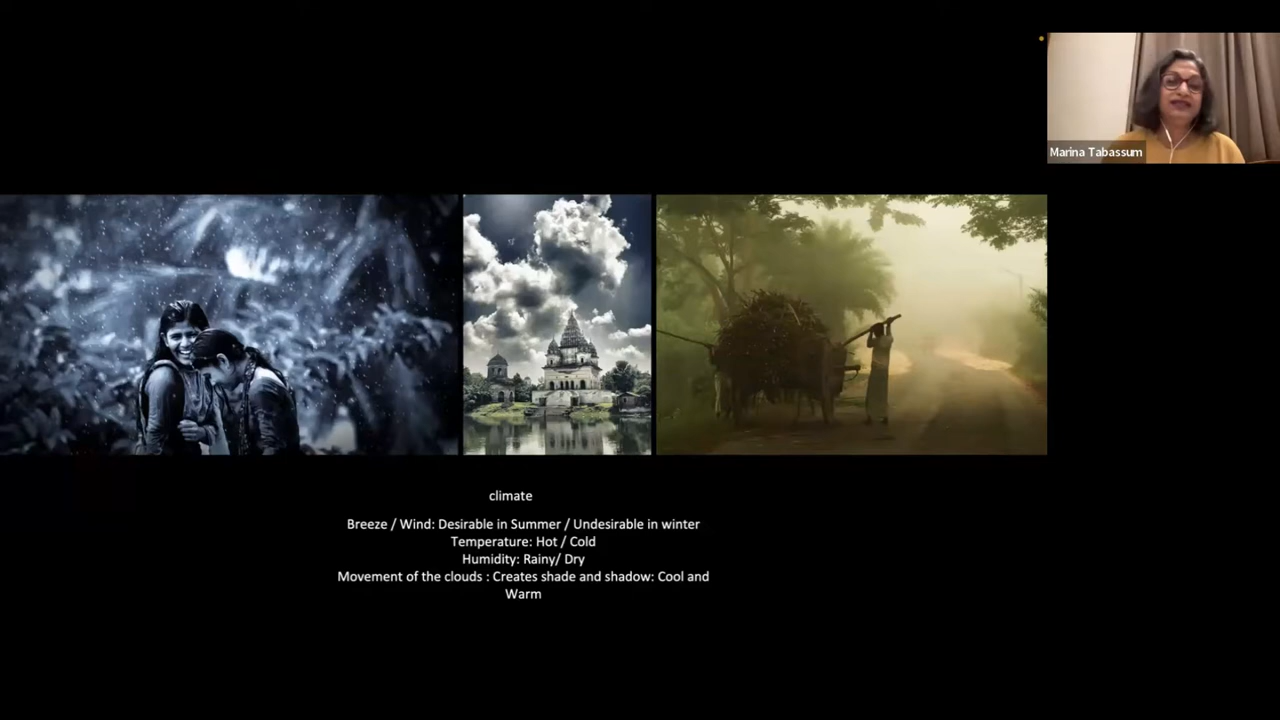 Marina Tabassum
climate
Breeze / Wind: Desirable in Summer / Undesirable in winter
Temperature: Hot / Cold
Humidity: Rainy/ Dry
Movement of the clouds : Creates shade and shadow: Cool and
Warm